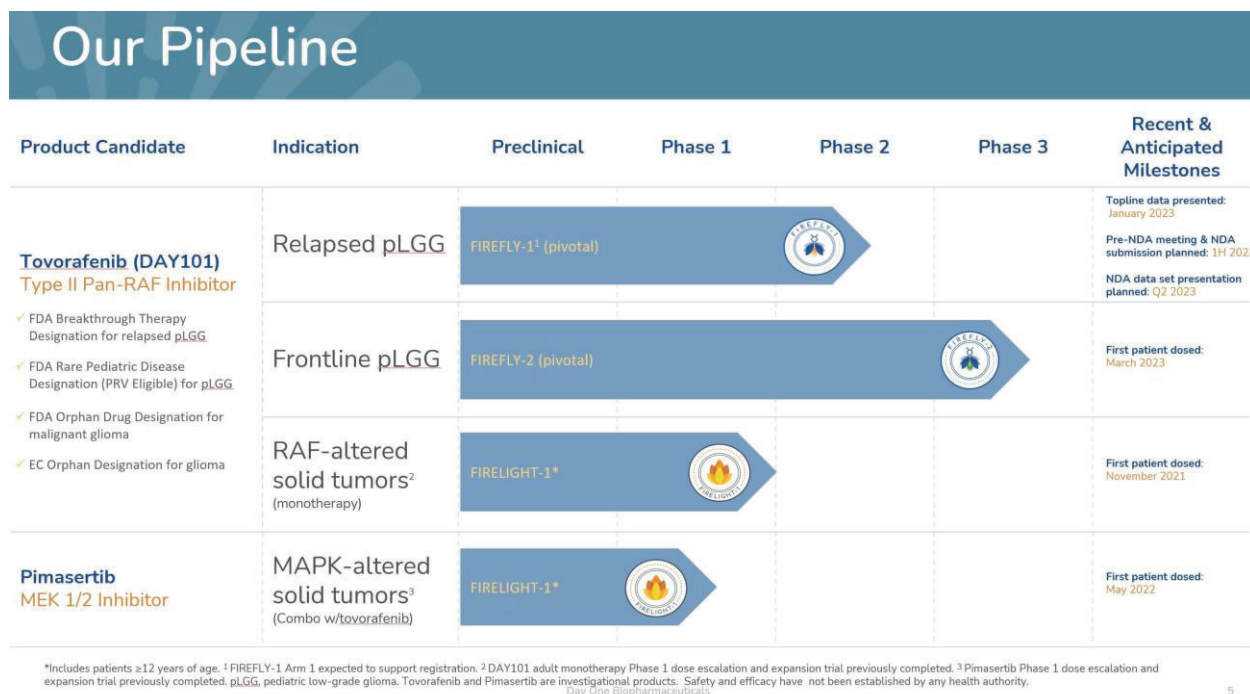 Our Pipeline
Product Candidate
Indication
Preclinical
Phase 1
Phase 2
Phase 3
Recent &
Anticipated
Milestones
Tovorafenib (DAY101)
Type II Pan-RAF Inhibitor
✓ FDA Breakthrough Therapy
Designation for relapsed pLGG
✓ FDA Rare Pediatric Disease
Designation (PRV Eligible) for pLGG
✓ FDA Orphan Drug Designation for
malignant glioma
✓ EC Orphan Designation for glioma
Relapsed pLGG
FIREFLY-1¹ (pivotal)
FIREFLY-1
Topline data presented:
January 2023
Pre-NDA meeting & NDA
submission planned: 1H 202
NDA data set presentation
planned: Q2 2023
Frontline pLGG
FIREFLY-2 (pivotal)
FIREFLY-2
First patient dosed:
March 2023
RAF-altered
solid tumors²
(monotherapy)
FIRELIGHT-1*
FIRELIGHT-1
First patient dosed:
November 2021
Pimasertib
MEK 1/2 Inhibitor
MAPK-altered
solid tumors³
(Combo w/tovorafenib)
FIRELIGHT-1*
FIRELIGHT-1
First patient dosed:
May 2022
*Includes patients ≥12 years of age. ¹ FIREFLY-1 Arm 1 expected to support registration. ² DAY101 adult monotherapy Phase 1 dose escalation and expansion trial previously completed. ³ Pimasertib Phase 1 dose escalation and
expansion trial previously completed. pLGG, pediatric low-grade glioma. Tovorafenib and Pimasertib are investigational products. Safety and efficacy have not been established by any health authority.
Day One Biopharmaceuticals
5